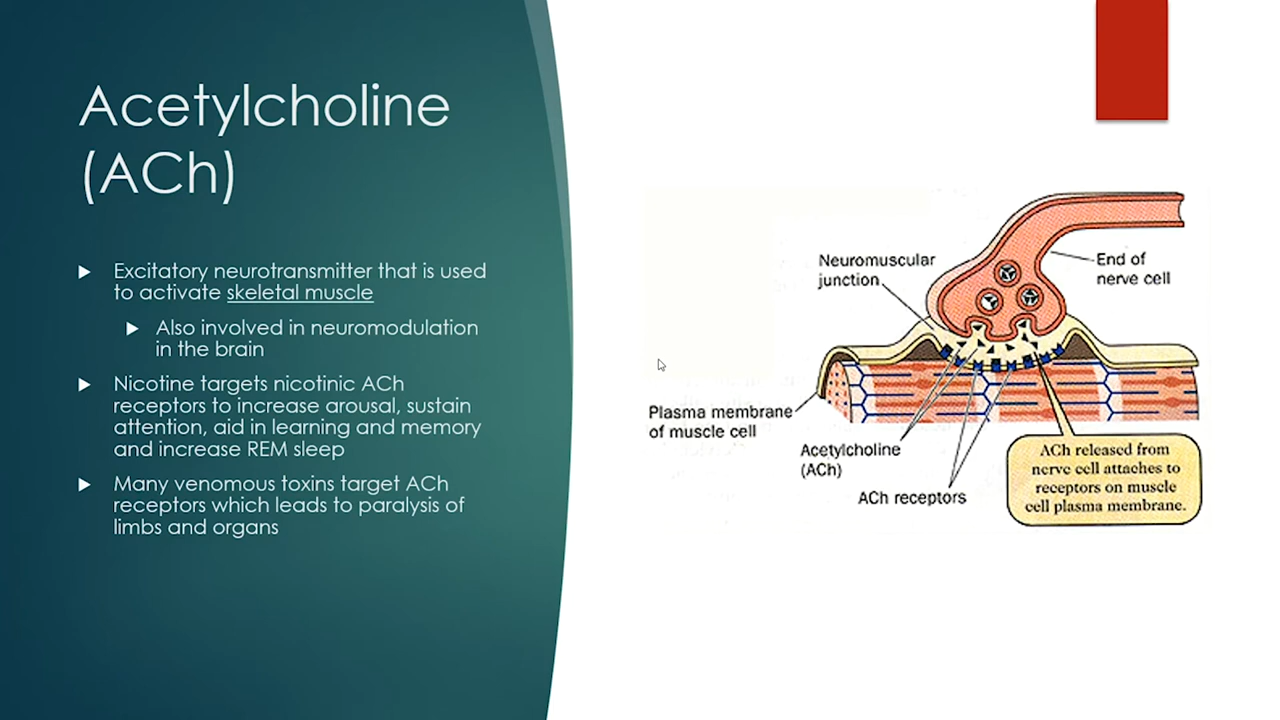 Acetylcholine
(ACh)
Excitatory neurotransmitter that is used
to activate skeletal muscle
Also involved in neuromodulation
in the brain
Nicotine targets nicotinic ACh
receptors to increase arousal, sustain
attention, aid in learning and memory
and increase REM sleep
Many venomous toxins target ACh
receptors which leads to paralysis of
limbs and organs
Neuromuscular
junction
End of
nerve cell
Plasma membrane
of muscle cell
Acetylcholine
(ACh)
ACh receptors
ACh released from
nerve cell attaches to
receptors on muscle
cell plasma membrane.